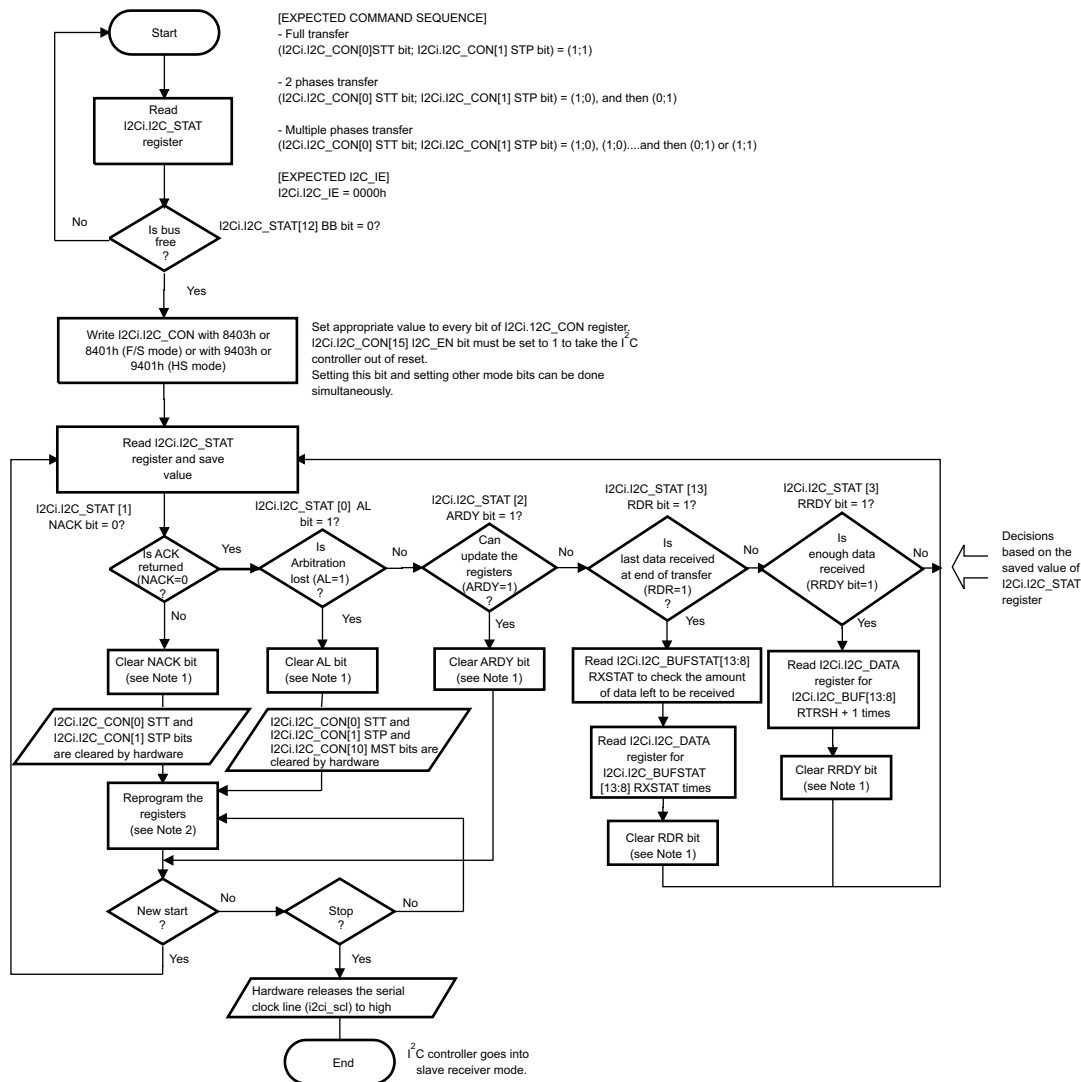 Start
[EXPECTED COMMAND SEQUENCE]
- Full transfer
(I2Ci.I2C_CON[0]STT bit; I2Ci.I2C_CON[1] STP bit) = (1;1)
- 2 phases transfer
(I2Ci.I2C_CON[0] STT bit; I2Ci.I2C_CON[1] STP bit) = (1;0), and then (0;1)
- Multiple phases transfer
(I2Ci.I2C_CON[0] STT bit; I2Ci.I2C_CON[1] STP bit) = (1;0), (1;0)....and then (0;1) or (1;1)
[EXPECTED I2C_IE]
I2Ci.I2C_IE = 0000h
Read
I2Ci.I2C_STAT
register
No
Is bus
free
?
I2Ci.I2C_STAT[12] BB bit = 0?
Yes
Write I2Ci.I2C_CON with 8403h or
8401h (F/S mode) or with 9403h or
9401h (HS mode)
Set appropriate value to every bit of I2Ci.12C_CON register.
I2Ci.I2C_CON[15] I2C_EN bit must be set to 1 to take the I2C
controller out of reset.
Setting this bit and setting other mode bits can be done
simultaneously.
Read I2Ci.I2C_STAT
register and save
value
I2Ci.I2C_STAT [1]
NACK bit = 0?
Is ACK
returned
(NACK=0
?
Yes
No
I2Ci.I2C_STAT [0] AL
bit = 1?
Is
Arbitration
lost (AL=1)
?
No
Yes
I2Ci.I2C_STAT [2]
ARDY bit = 1?
Can
update the
registers
(ARDY=1)
?
No
Yes
I2Ci.I2C_STAT [13]
RDR bit = 1?
Is
last data received
at end of transfer
(RDR=1)
?
No
Yes
I2Ci.I2C_STAT [3]
RRDY bit = 1?
Is
enough data
received
(RRDY bit=1)
No
Yes
Decisions
based on the
saved value of
I2Ci.I2C_STAT
register
Clear NACK bit
(see Note 1)
Clear AL bit
(see Note 1)
Clear ARDY bit
(see Note 1)
Read I2Ci.I2C_BUFSTAT[13:8]
RXSTAT to check the amount
of data left to be received
Read I2Ci.I2C_DATA
register for
I2Ci.I2C_BUF[13:8]
RTRSH + 1 times
I2Ci.I2C_CON[0] STT and
I2Ci.I2C_CON[1] STP bits
are cleared by hardware
I2Ci.I2C_CON[0] STT and
I2Ci.I2C_CON[1] STP and
I2Ci.I2C_CON[10] MST bits are
cleared by hardware
Read I2Ci.I2C_DATA
register for
I2Ci.I2C_BUFSTAT
[13:8] RXSTAT times
Clear RRDY bit
(see Note 1)
Reprogram the
registers
(see Note 2)
Clear RDR bit
(see Note 1)
New start
?
No
Yes
Stop
?
No
Yes
Hardware releases the serial
clock line (i2ci_scl) to high
End
I2C controller goes into
slave receiver mode.